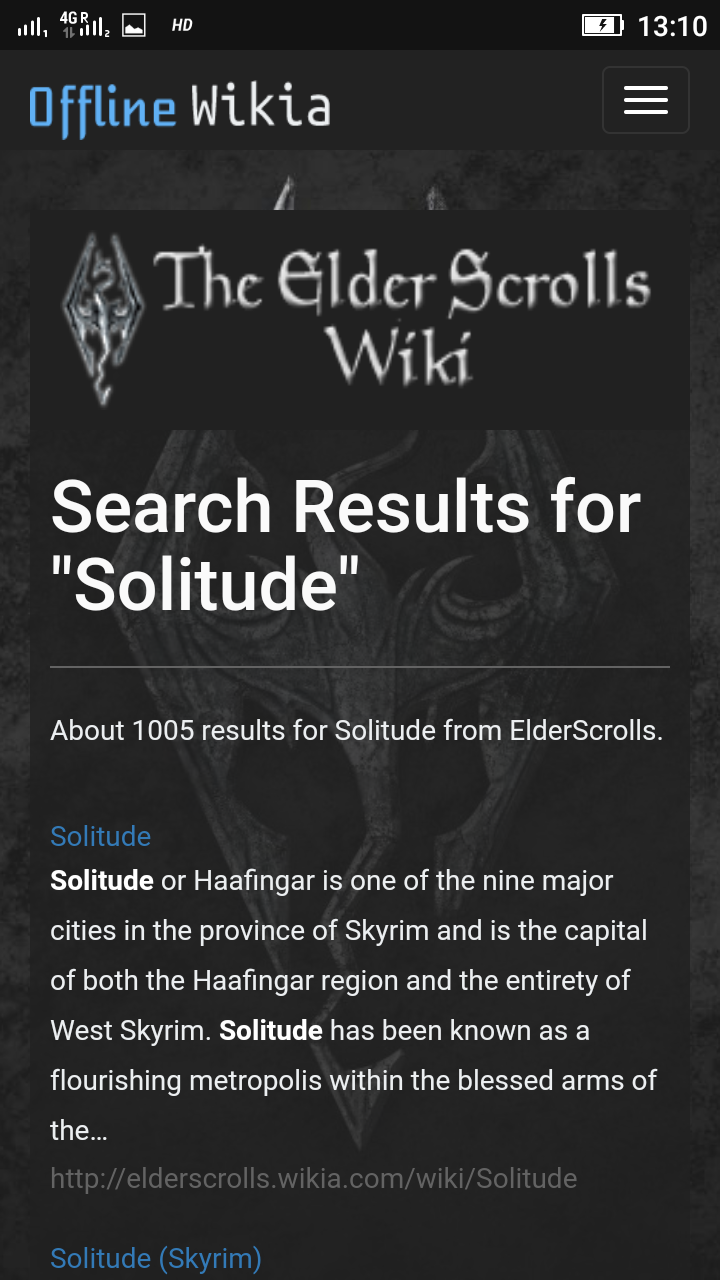 4G R
1
2
HD
13:10
Offline Wikia
The Elder Scrolls
Wiki
Search Results for
"Solitude"
About 1005 results for Solitude from ElderScrolls.
Solitude
Solitude or Haafingar is one of the nine major
cities in the province of Skyrim and is the capital
of both the Haafingar region and the entirety of
West Skyrim. Solitude has been known as a
flourishing metropolis within the blessed arms of
the...
http://elderscrolls.wikia.com/wiki/Solitude
Solitude (Skyrim)